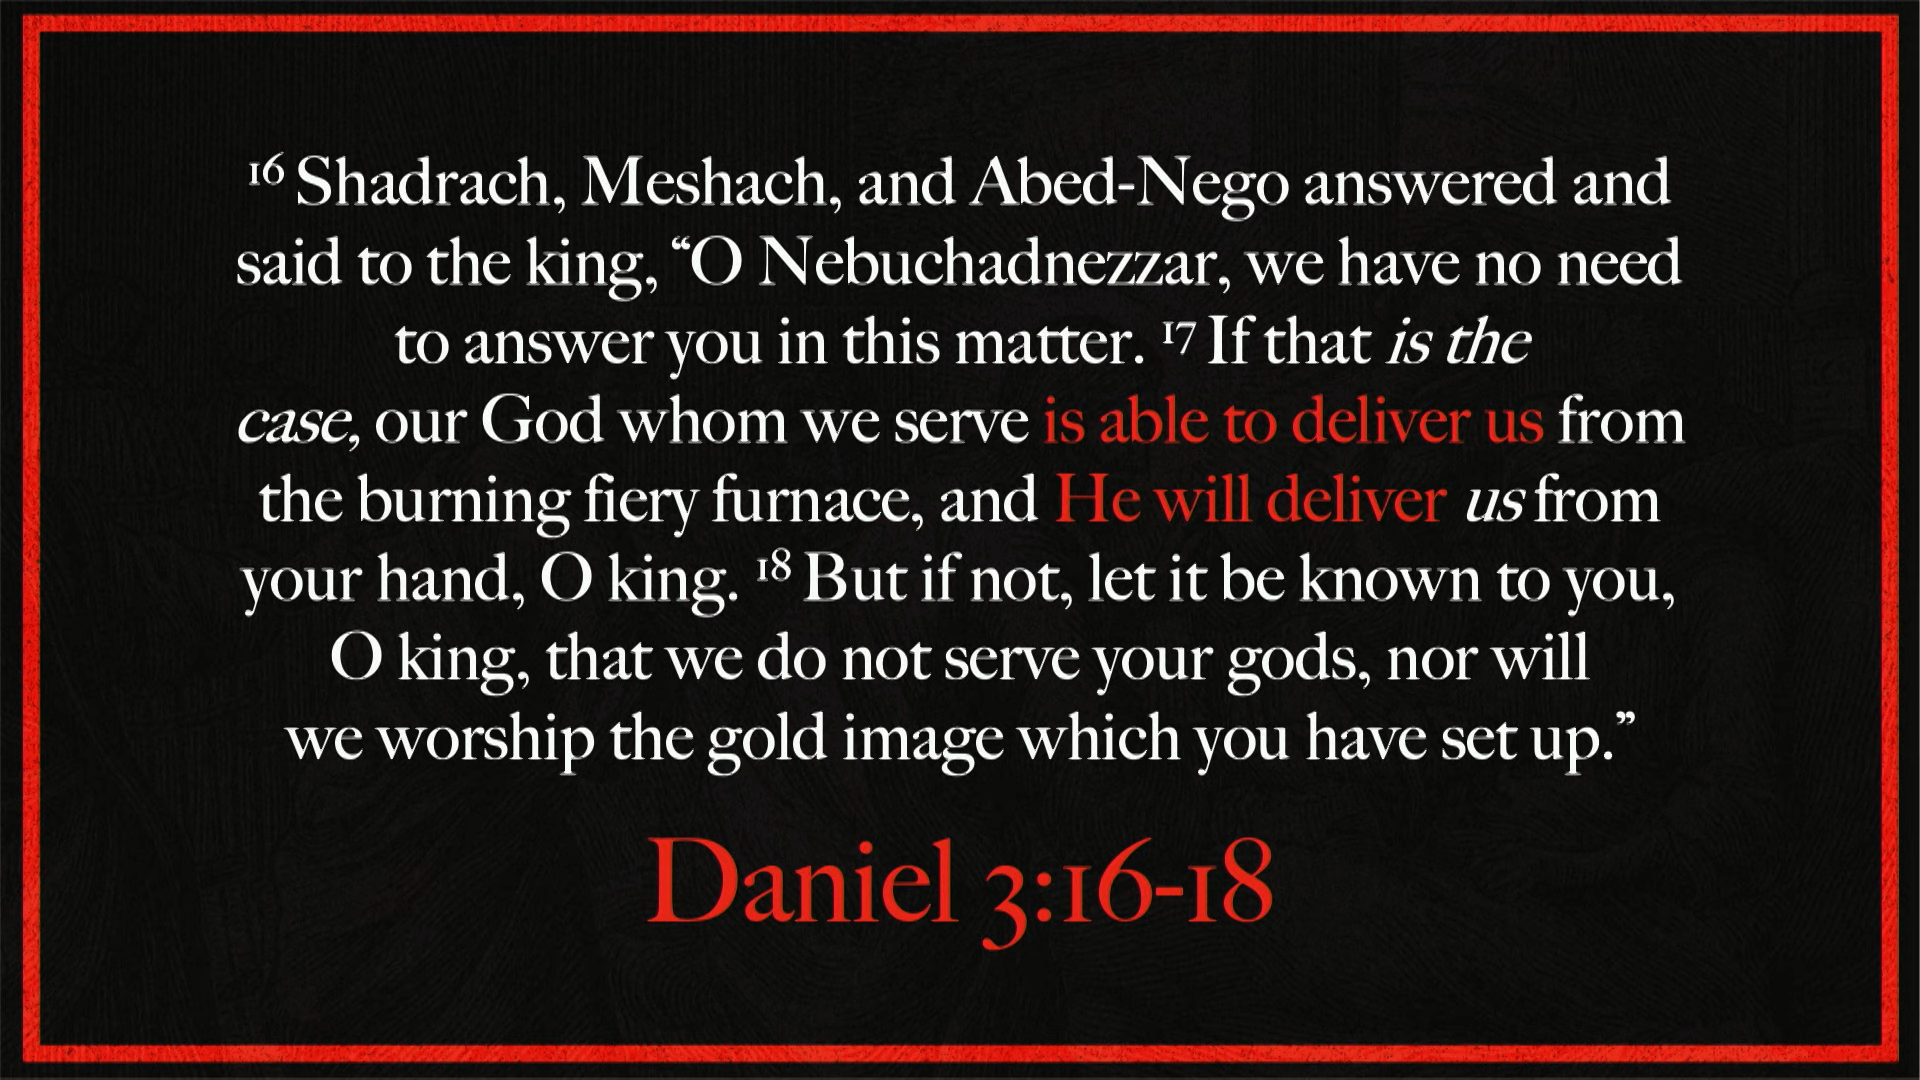 16 Shadrach, Meshach, and Abed-Nego answered and
said to the king, “O Nebuchadnezzar, we have no need
to answer you in this matter. 17 If that is the
case, our God whom we serve is able to deliver us from
the burning fiery furnace, and He will deliver us from
your hand, O king. 18 But if not, let it be known to you,
O king, that we do not serve your gods, nor will
we worship the gold image which you have set up.”
Daniel 3:16-18